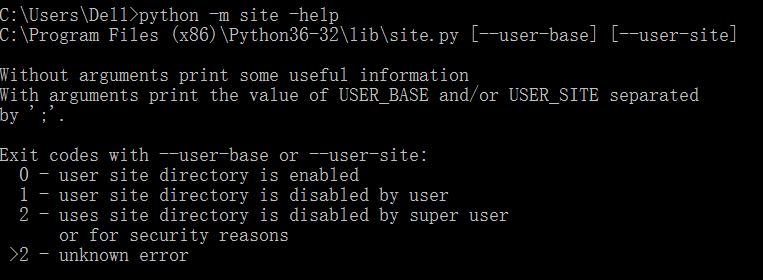 C:\Users\Dell>python -m site -help
C:\Program Files (x86)\Python36-32\lib\site.py [--user-base] [--user-site]
Without arguments print some useful information
With arguments print the value of USER_BASE and/or USER_SITE separated
by ';'.
Exit codes with --user-base or --user-site:
0 - user site directory is enabled
1 - user site directory is disabled by user
2 - uses site directory is disabled by super user
or for security reasons
>2 - unknown error